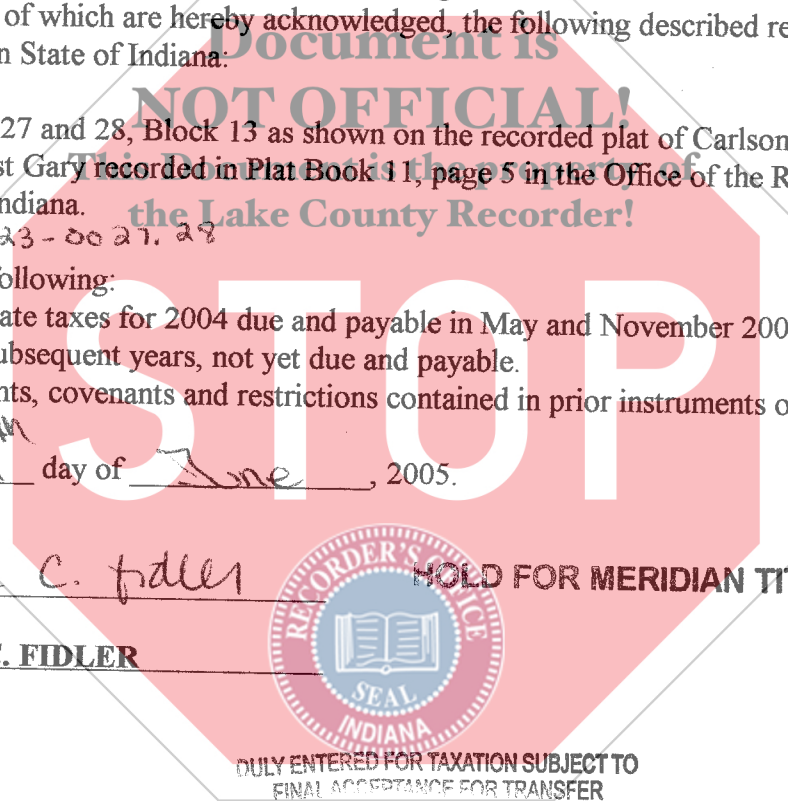 of which are hereby acknowledged, the following described re
n State of Indiana:
Document is
NOT OFFICIAL!
This Document is the property of
the Lake County Recorder!
27 and 28, Block 13 as shown on the recorded plat of Carlson
st Gary recorded in Plat Book 11, page 5 in the Office of the R
ndiana.
23-0027.28
ollowing:
ate taxes for 2004 due and payable in May and November 200
ubsequent years, not yet due and payable.
nts, covenants and restrictions contained in prior instruments o
STOP
day of June, 2005.
C. Fidler
HOLD FOR MERIDIAN TI
. FIDLER
RECORDER'S OFFICE
SEAL
INDIANA
DULY ENTERED FOR TAXATION SUBJECT TO
FINAL ACCEPTANCE FOR TRANSFER